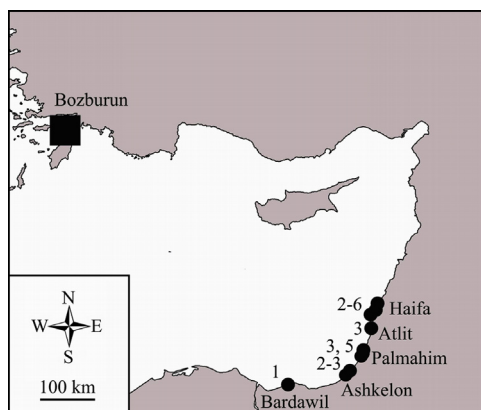 Bozburun
2-6
Haifa
3
Atlit
3, 5
Palmahim
2-3
1
Ashkelon
Bardawil
N
W
E
S
100 km